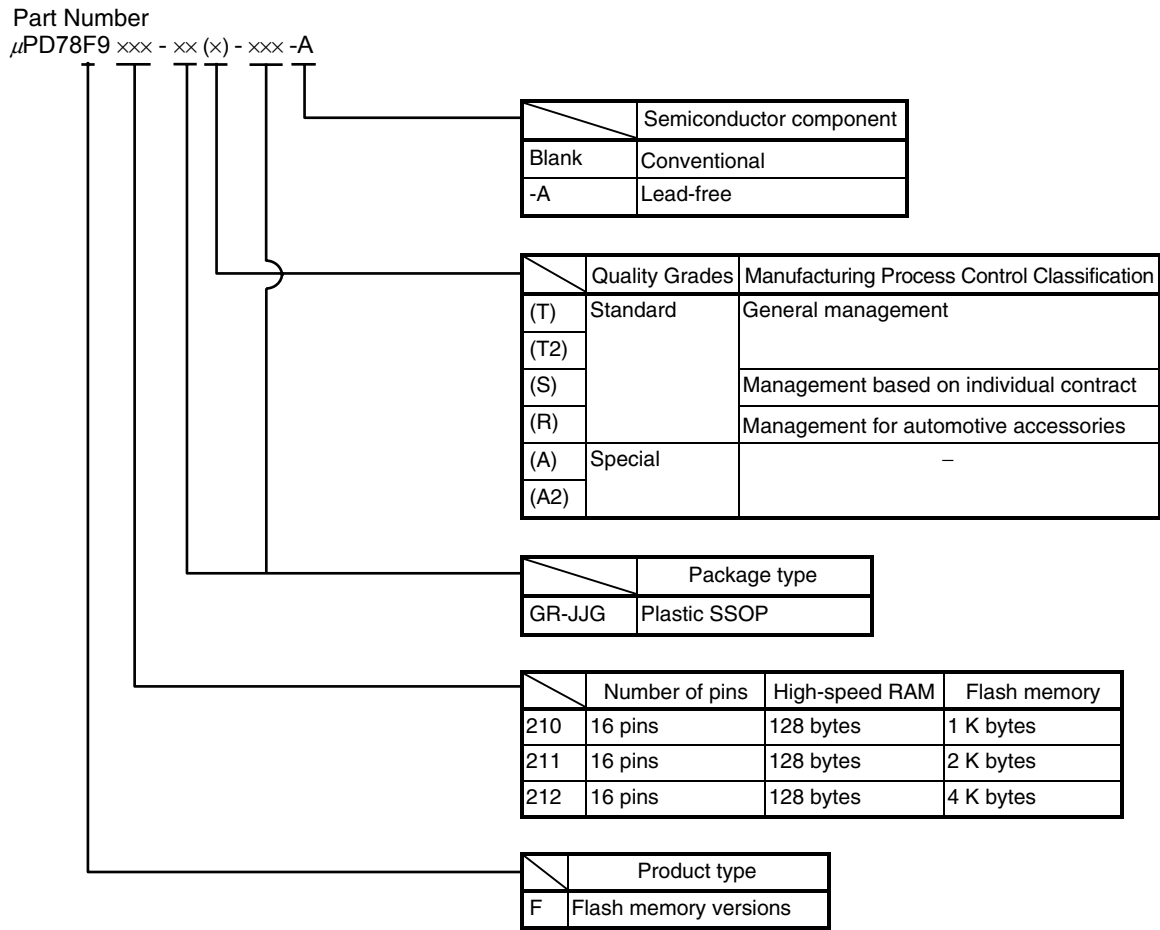 Part Number
μPD78F9 ××× - ×× (×) - ××× -A
Semiconductor component
Blank Conventional
-A Lead-free
Quality Grades Manufacturing Process Control Classification
(T) Standard General management
(T2)
(S) Management based on individual contract
(R) Management for automotive accessories
(A) Special –
(A2)
Package type
GR-JJG Plastic SSOP
Number of pins High-speed RAM Flash memory
210 16 pins 128 bytes 1 K bytes
211 16 pins 128 bytes 2 K bytes
212 16 pins 128 bytes 4 K bytes
Product type
F Flash memory versions